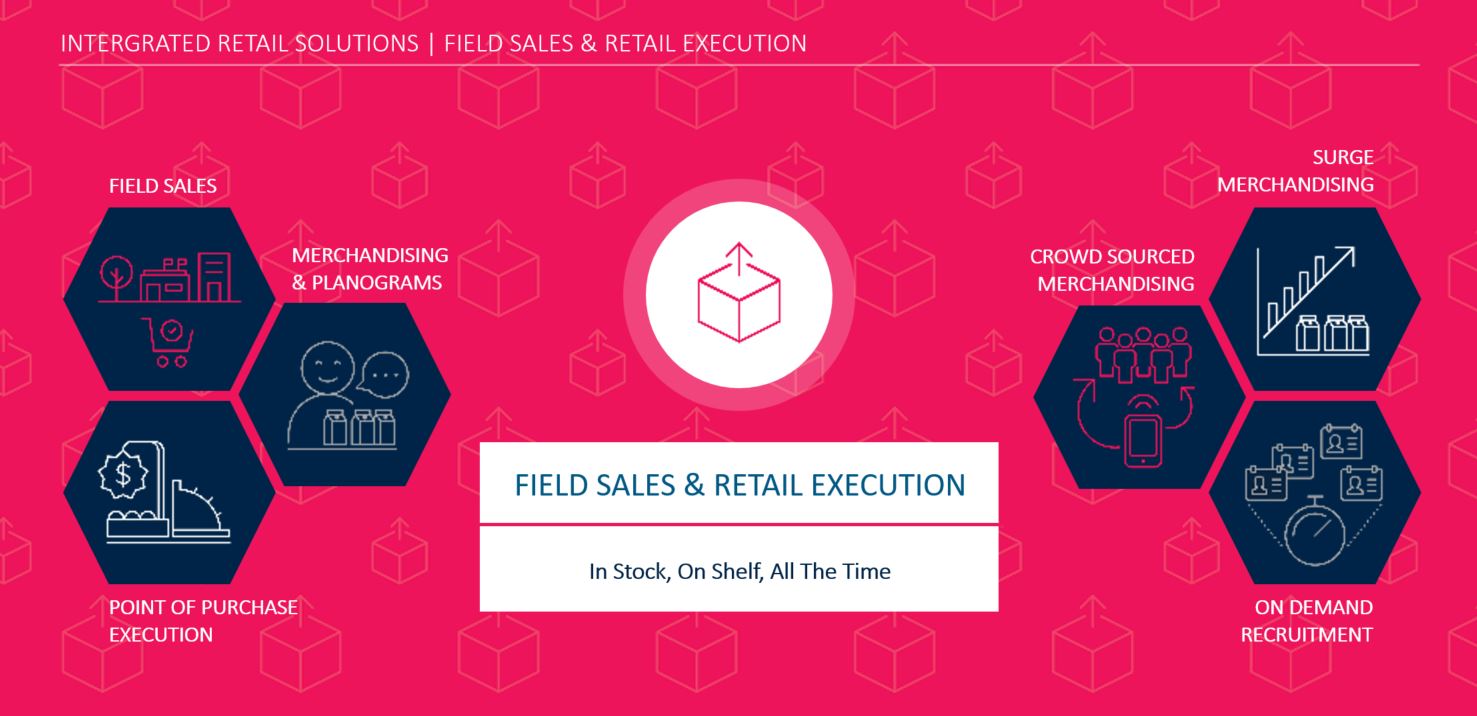 INTERGRATED RETAIL SOLUTIONS | FIELD SALES & RETAIL EXECUTION
FIELD SALES
MERCHANDISING
& PLANOGRAMS
$
POINT OF PURCHASE
EXECUTION
FIELD SALES & RETAIL EXECUTION
In Stock, On Shelf, All The Time
CROWD SOURCED
MERCHANDISING
SURGE
MERCHANDISING
ON DEMAND
RECRUITMENT